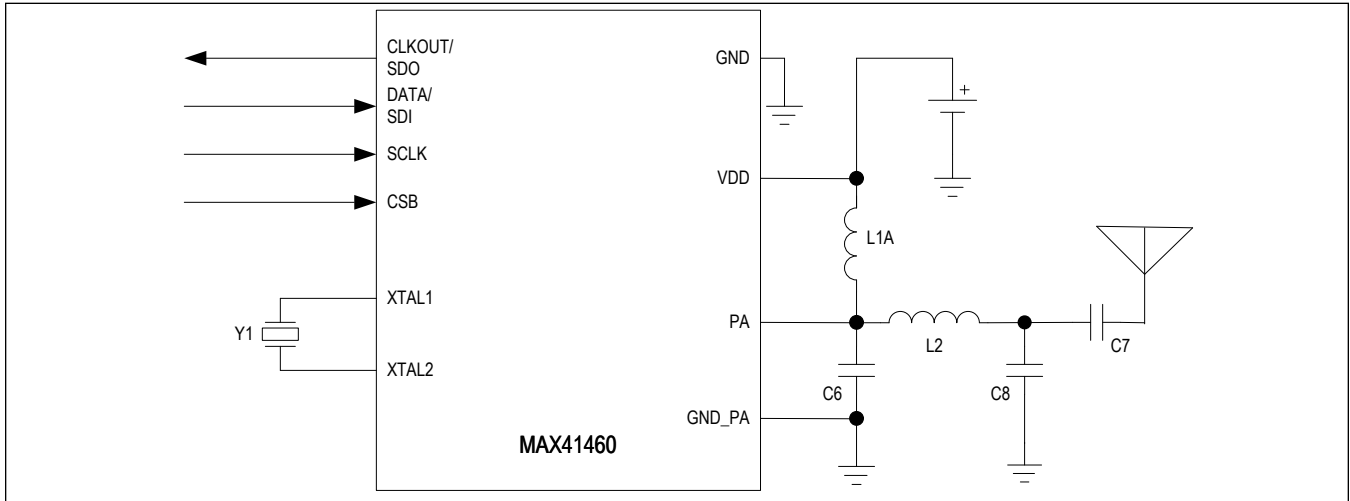 CLKOUT/
SDO
DATA/
SDI
SCLK
CSB
XTAL1
XTAL2
Y1
MAX41460
GND
VDD
PA
GND_PA
+
L1A
L2
C6
C8
C7